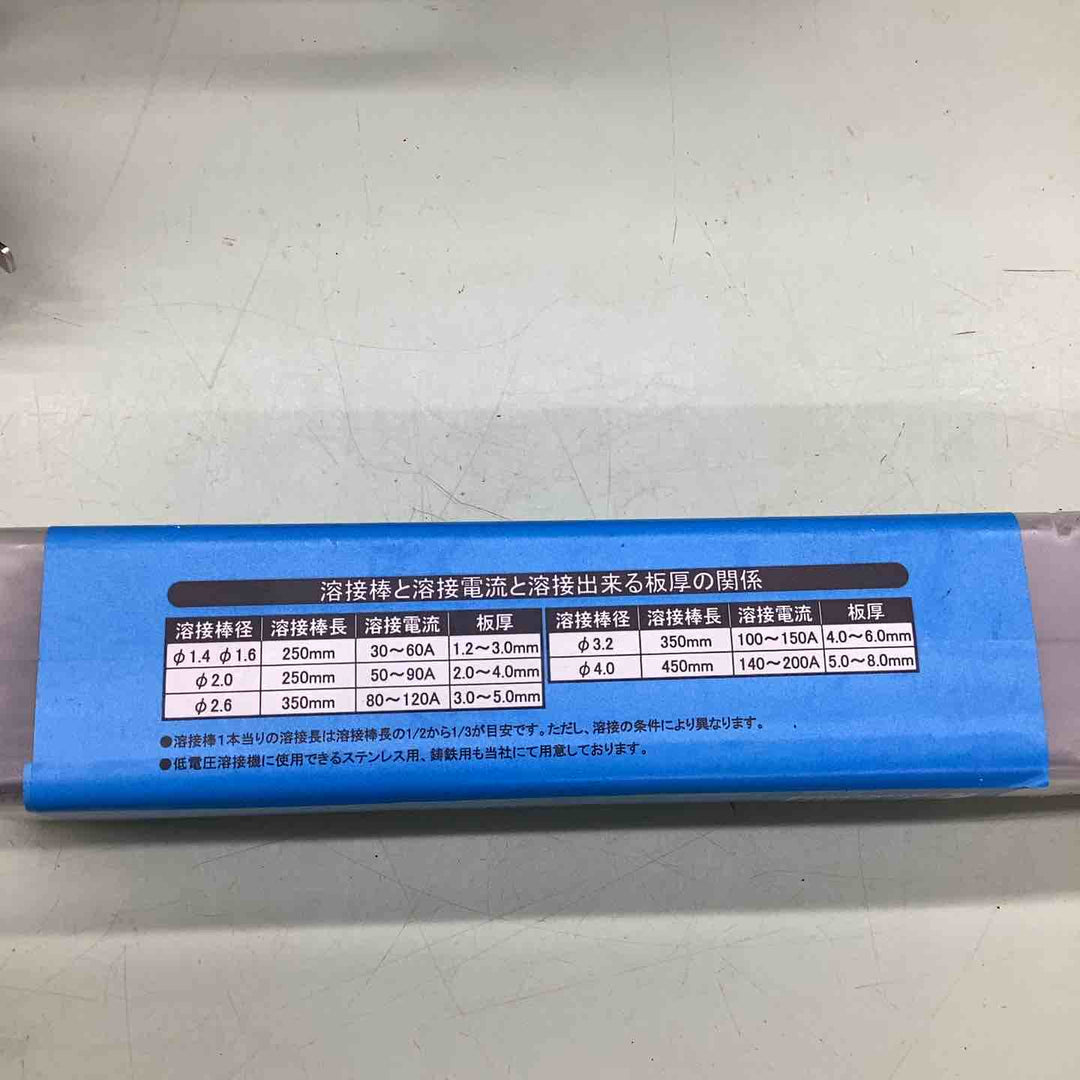 溶接棒と溶接電流と溶接出来る板厚の関係
溶接棒径 溶接棒長 溶接電流 板厚
φ1.4 φ1.6 250mm 30～60A 1.2～3.0mm
φ2.0 250mm 50～90A 2.0～4.0mm
φ2.6 350mm 80～120A 3.0～5.0mm
溶接棒径 溶接棒長 溶接電流 板厚
φ3.2 350mm 100～150A 4.0～6.0mm
φ4.0 450mm 140～200A 5.0～8.0mm
●溶接棒1本当りの溶接長は溶接棒長の1/2から1/3が目安です。ただし、溶接の条件により異なります。
●低電圧溶接機に使用できるステンレス用、鋳鉄用も当社にて用意しております。